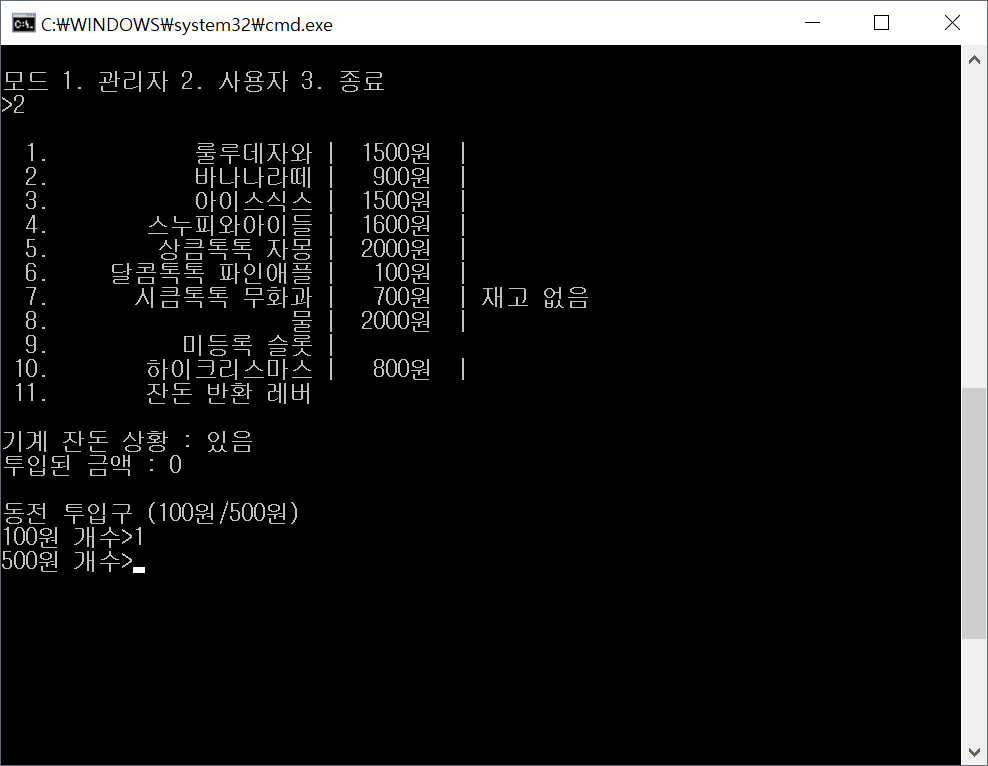 C:\WINDOWS\system32\cmd.exe
모드 1. 관리자 2. 사용자 3. 종료
>2
1. 룰루데자와 | 1500원 |
2. 바나나라떼 | 900원 |
3. 아이스식스 | 1500원 |
4. 스누피와아이들 | 1600원 |
5. 상큼톡톡 자몽 | 2000원 |
6. 달콤톡톡 파인애플 | 100원 |
7. 시큼톡톡 무화과 | 700원 | 재고 없음
8. 물 | 2000원 |
9. 미등록 슬롯 |
10. 하이크리스마스 | 800원 |
11. 잔돈 반환 레버
기계 잔돈 상황 : 있음
투입된 금액 : 0
동전 투입구 (100원/500원)
100원 개수>1
500원 개수>